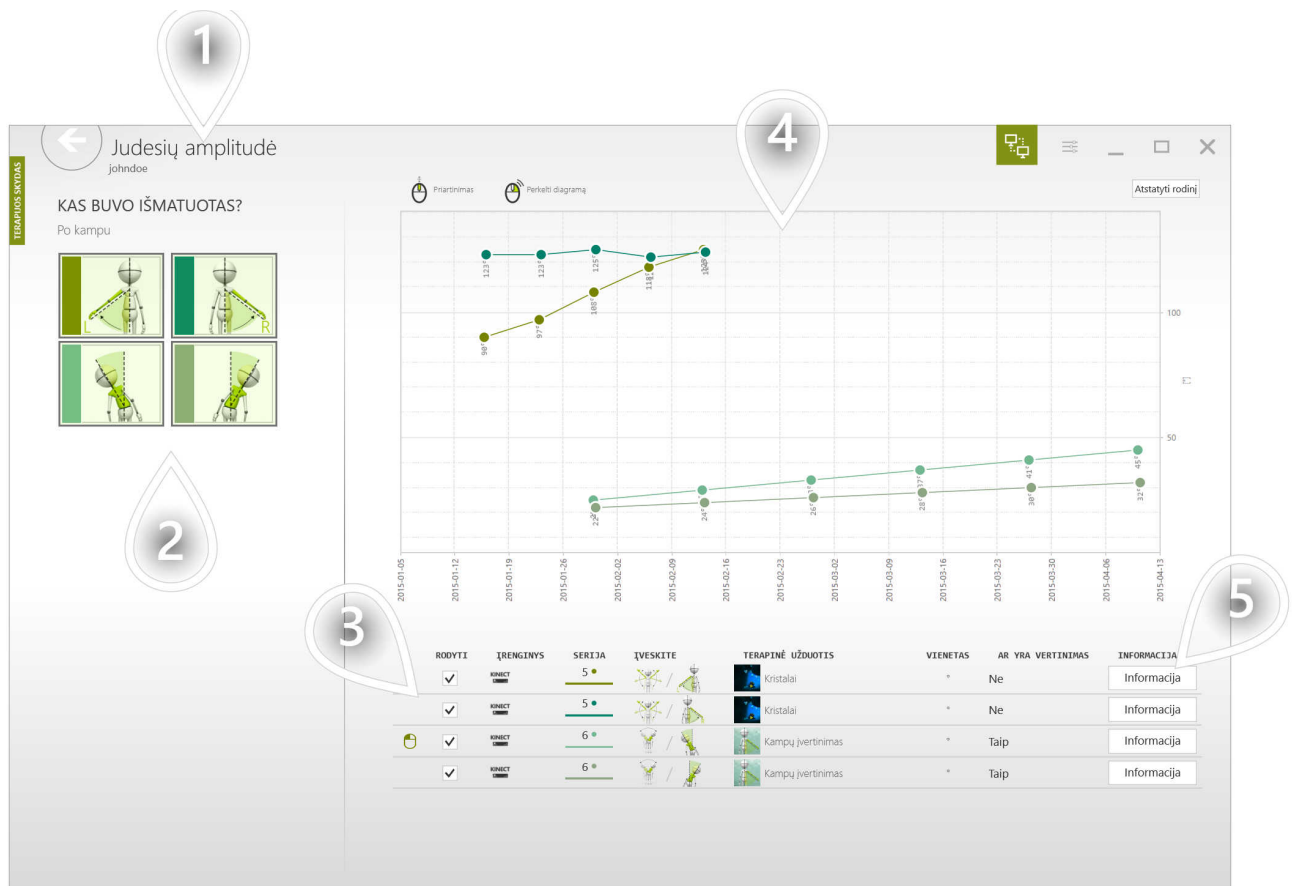 1
4
Judesių amplitudė
johndoe
TERAPIJOS SKYDAS
Priartinimas
Perkelti diagramą
Atstatyti rodinį
KAS BUVO IŠMATUOTAS?
Po kampu
L
R
123°
123°
125°
118°
90°
97°
108°
100
50
22°
24°
26°
28°
41°
30°
45°
32°
2
2015-01-05
2015-01-12
2015-01-19
2015-01-26
2015-02-02
2015-02-09
2015-02-16
2015-02-23
2015-03-02
2015-03-09
2015-03-16
2015-03-23
2015-03-30
2015-04-06
2015-04-13
3
5
RODYTI ĮRENGINYS SERIJA ĮVESKITE TERAPINĖ UŽDUOTIS VIENETAS AR YRA VERTINIMAS INFORMACIJA
KINECT 5 / Kristalai ° Ne Informacija
KINECT 5 / Kristalai ° Ne Informacija
KINECT 6 / Kampų įvertinimas ° Taip Informacija
KINECT 6 / Kampų įvertinimas ° Taip Informacija